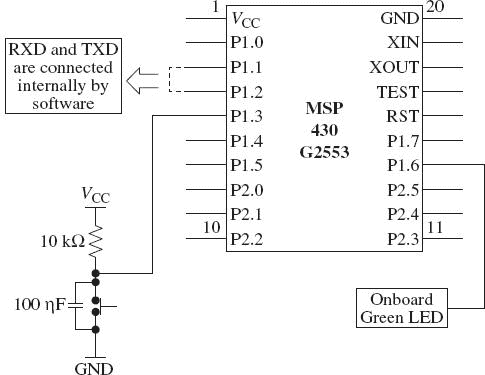 1
20
V_CC
GND
P1.0
XIN
RXD and TXD
are connected
internally by
software
P1.1
XOUT
P1.2
TEST
MSP
430
G2553
P1.3
RST
P1.4
P1.7
P1.5
P1.6
V_CC
P2.0
P2.5
P2.1
P2.4
10
11
P2.2
P2.3
10 kΩ
100 ηF
Onboard
Green LED
GND